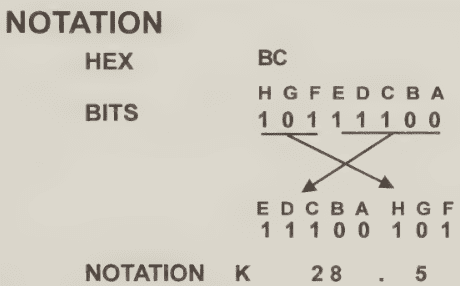 NOTATION
HEX BC
H G F E D C B A
BITS 1 0 1 1 1 1 0 0
E D C B A H G F
1 1 1 0 0 1 0 1
NOTATION K 28 . 5